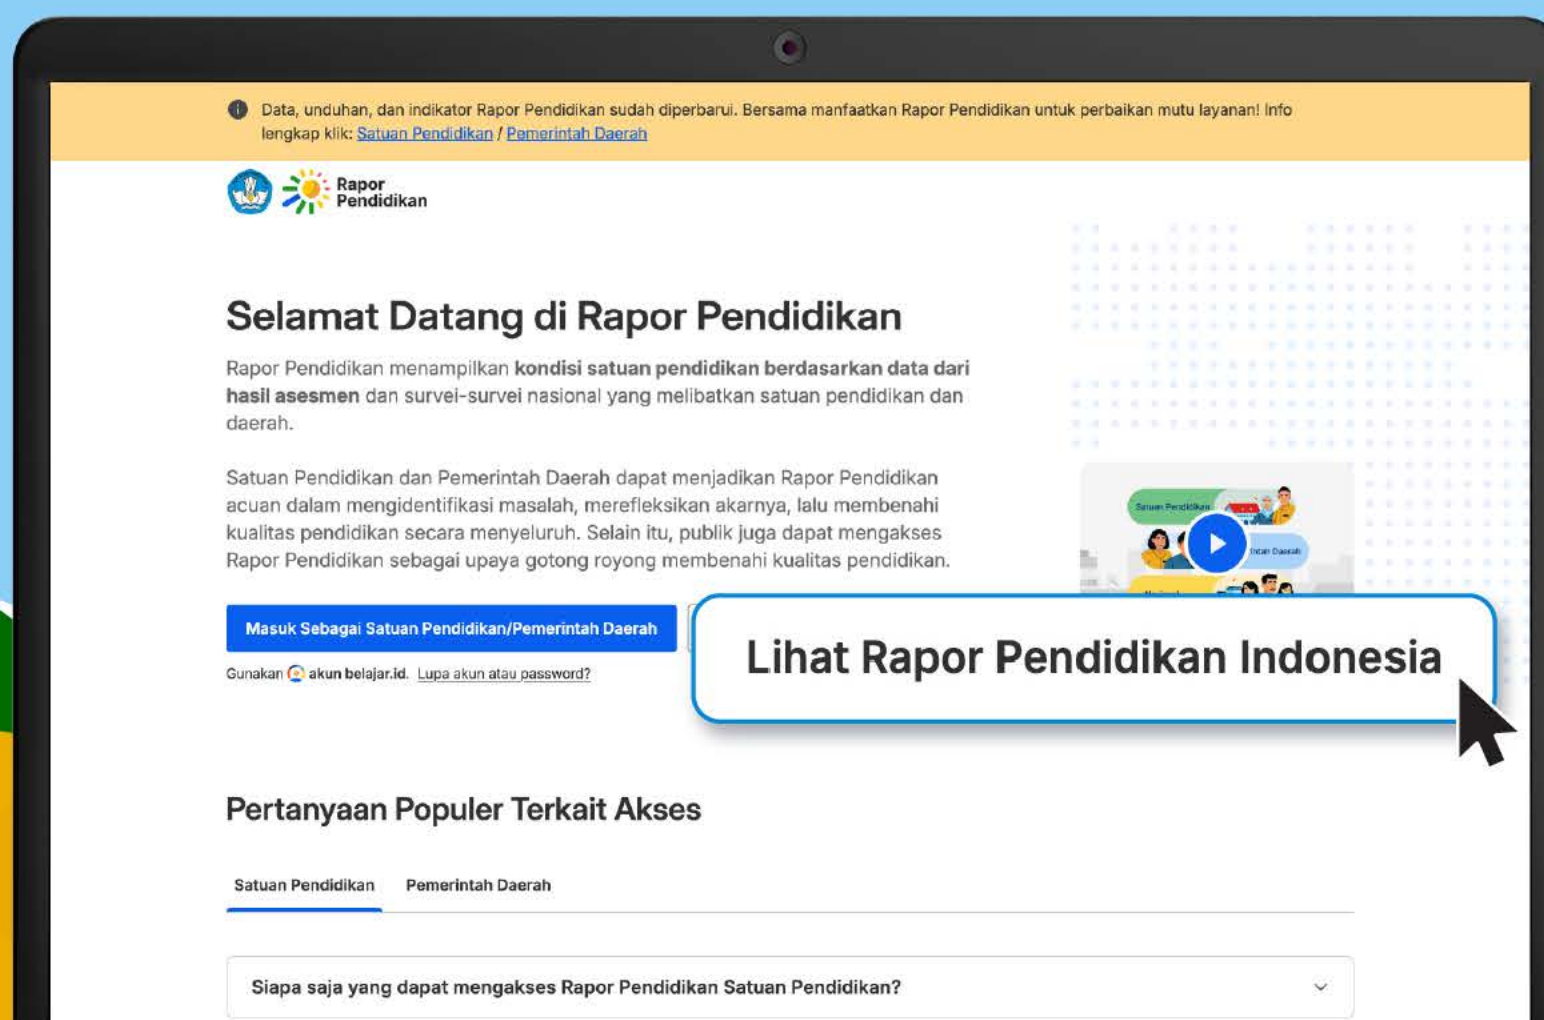 Data, unduhan, dan indikator Rapor Pendidikan sudah diperbarui. Bersama manfaatkan Rapor Pendidikan untuk perbaikan mutu layanan! Info
lengkap klik: Satuan Pendidikan / Pemerintah Daerah
Rapor
Pendidikan
Selamat Datang di Rapor Pendidikan
Rapor Pendidikan menampilkan kondisi satuan pendidikan berdasarkan data dari
hasil asesmen dan survei-survei nasional yang melibatkan satuan pendidikan dan
daerah.
Satuan Pendidikan dan Pemerintah Daerah dapat menjadikan Rapor Pendidikan
acuan dalam mengidentifikasi masalah, merefleksikan akarnya, lalu membenahi
kualitas pendidikan secara menyeluruh. Selain itu, publik juga dapat mengakses
Rapor Pendidikan sebagai upaya gotong royong membenahi kualitas pendidikan.
Satuan Pendidikan
Daerah
Masuk Sebagai Satuan Pendidikan/Pemerintah Daerah
Lihat Rapor Pendidikan Indonesia
Gunakan akun belajar.id. Lupa akun atau password?
Pertanyaan Populer Terkait Akses
Satuan Pendidikan Pemerintah Daerah
Siapa saja yang dapat mengakses Rapor Pendidikan Satuan Pendidikan?